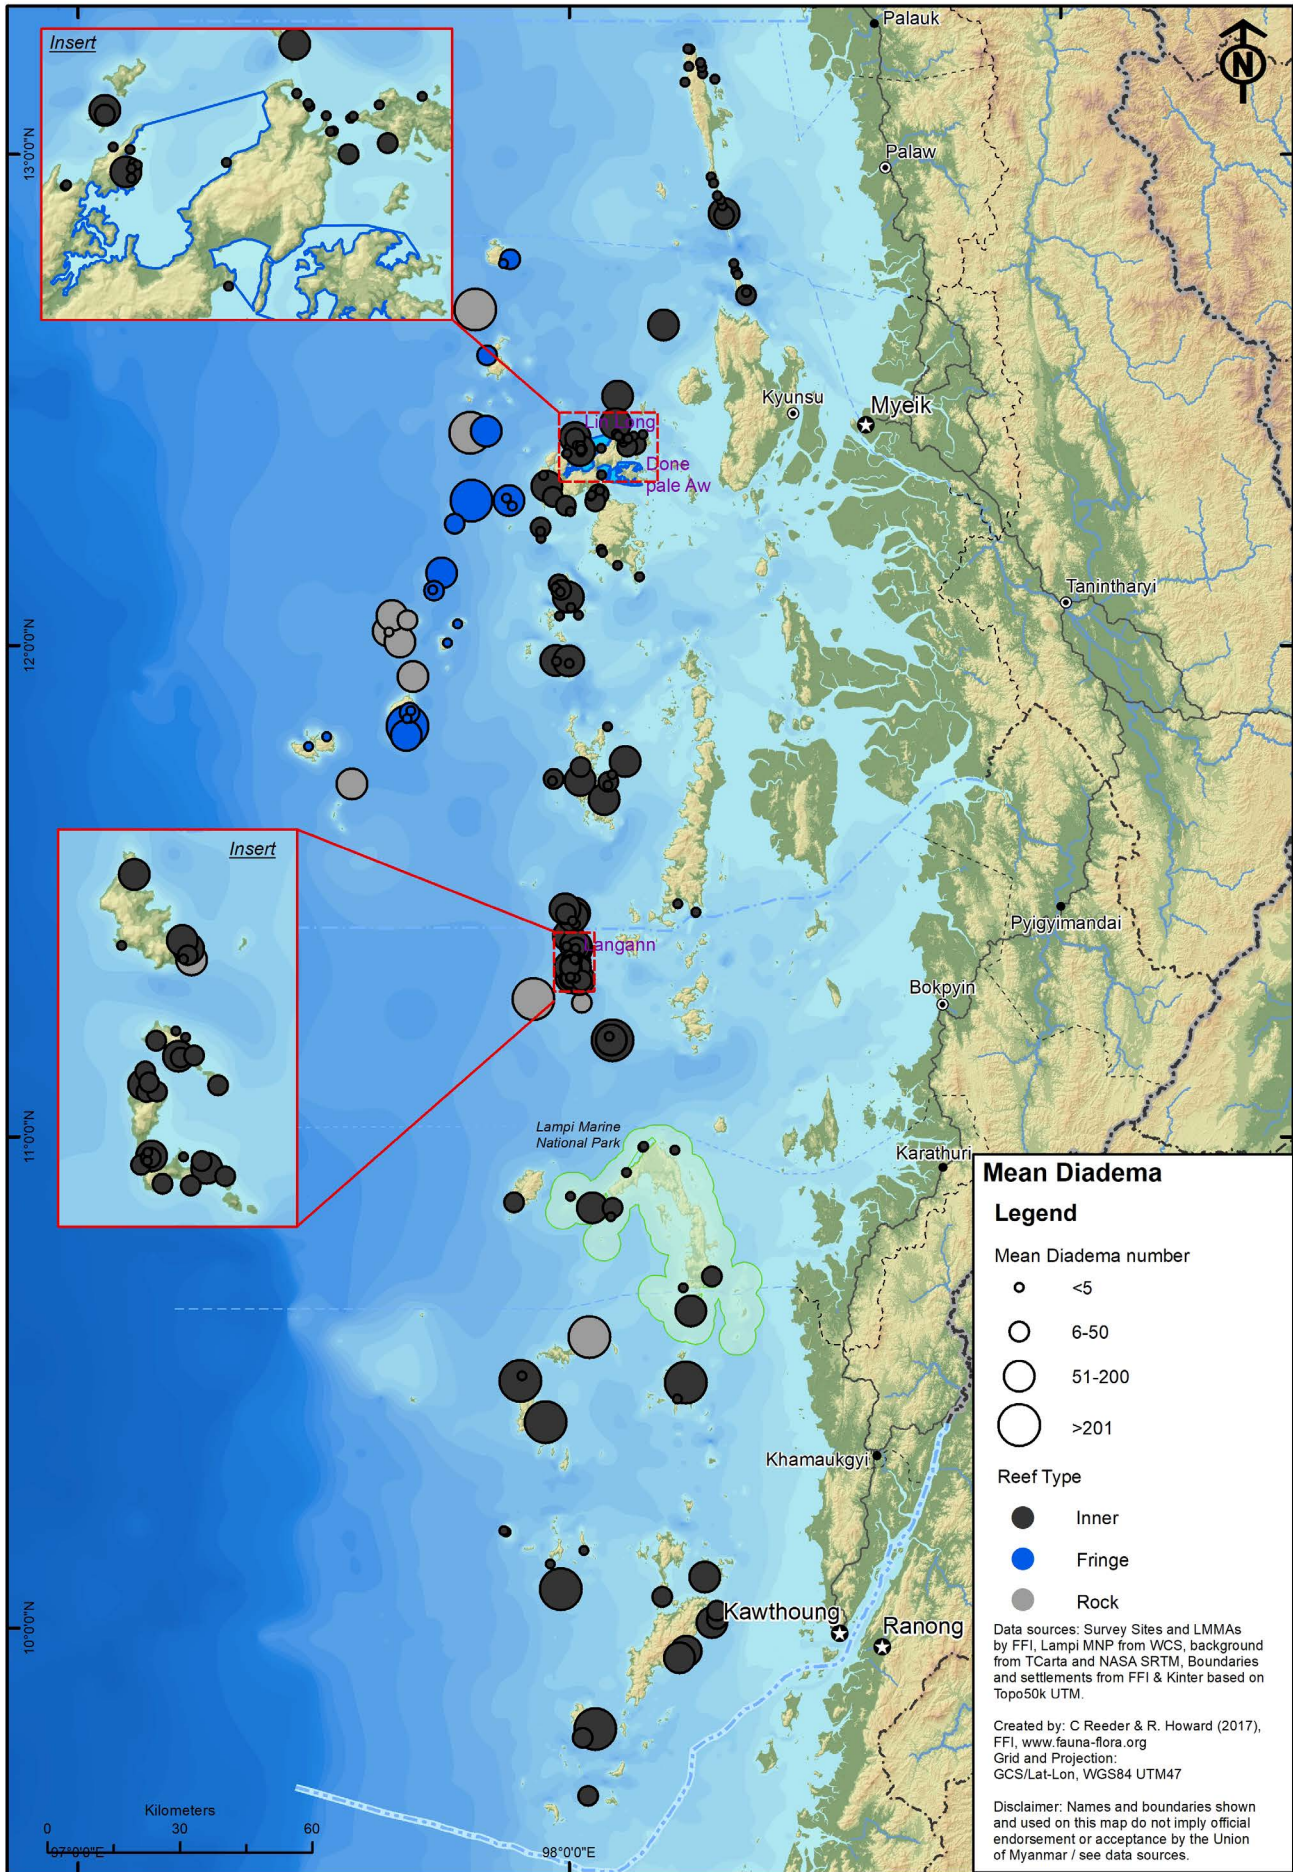 Insert
N
Palauk
13°0'0"N
Palaw
Kyunsu
Myeik
Lin Long
Done
pale Aw
Tanintharyi
12°0'0"N
Insert
Pyigyimandai
Langann
Bokpyin
Lampi Marine
National Park
11°0'0"N
Karathuri
Khamaukgyi
Kawthoung
Ranong
10°0'0"N
Kilometers
0 30 60
97°0'0"E
98°0'0"E
Mean Diadema
Legend
Mean Diadema number
<5
6-50
51-200
>201
Reef Type
Inner
Fringe
Rock
Data sources: Survey Sites and LMMAs
by FFI, Lampi MNP from WCS, background
from TCarta and NASA SRTM, Boundaries
and settlements from FFI & Kinter based on
Topo50k UTM.
Created by: C Reeder & R. Howard (2017),
FFI, www.fauna-flora.org
Grid and Projection:
GCS/Lat-Lon, WGS84 UTM47
Disclaimer: Names and boundaries shown
and used on this map do not imply official
endorsement or acceptance by the Union
of Myanmar / see data sources.